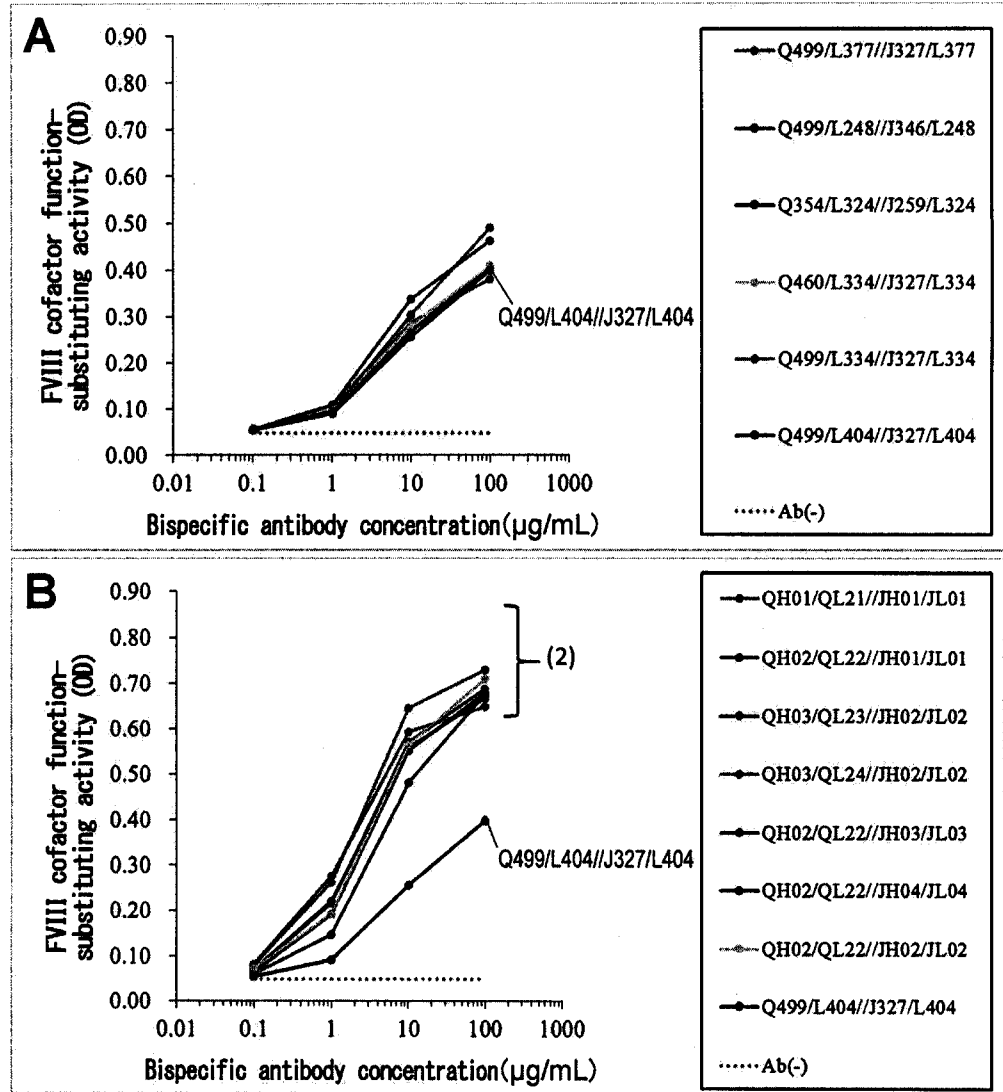 A
FVIII cofactor function-
substituting activity (OD)
0.90
0.80
0.70
0.60
0.50
0.40
0.30
0.20
0.10
0.00
0.01
0.1
1
10
100
1000
Bispecific antibody concentration(µg/mL)
Q499/L404//J327/L404
Q499/L377//J327/L377
Q499/L248//J346/L248
Q354/L324//J259/L324
Q460/L334//J327/L334
Q499/L334//J327/L334
Q499/L404//J327/L404
Ab(-)
B
FVIII cofactor function-
substituting activity (OD)
0.90
0.80
0.70
0.60
0.50
0.40
0.30
0.20
0.10
0.00
0.01
0.1
1
10
100
1000
Bispecific antibody concentration(µg/mL)
(2)
Q499/L404//J327/L404
QH01/QL21//JH01/JL01
QH02/QL22//JH01/JL01
QH03/QL23//JH02/JL02
QH03/QL24//JH02/JL02
QH02/QL22//JH03/JL03
QH02/QL22//JH04/JL04
QH02/QL22//JH02/JL02
Q499/L404//J327/L404
Ab(-)